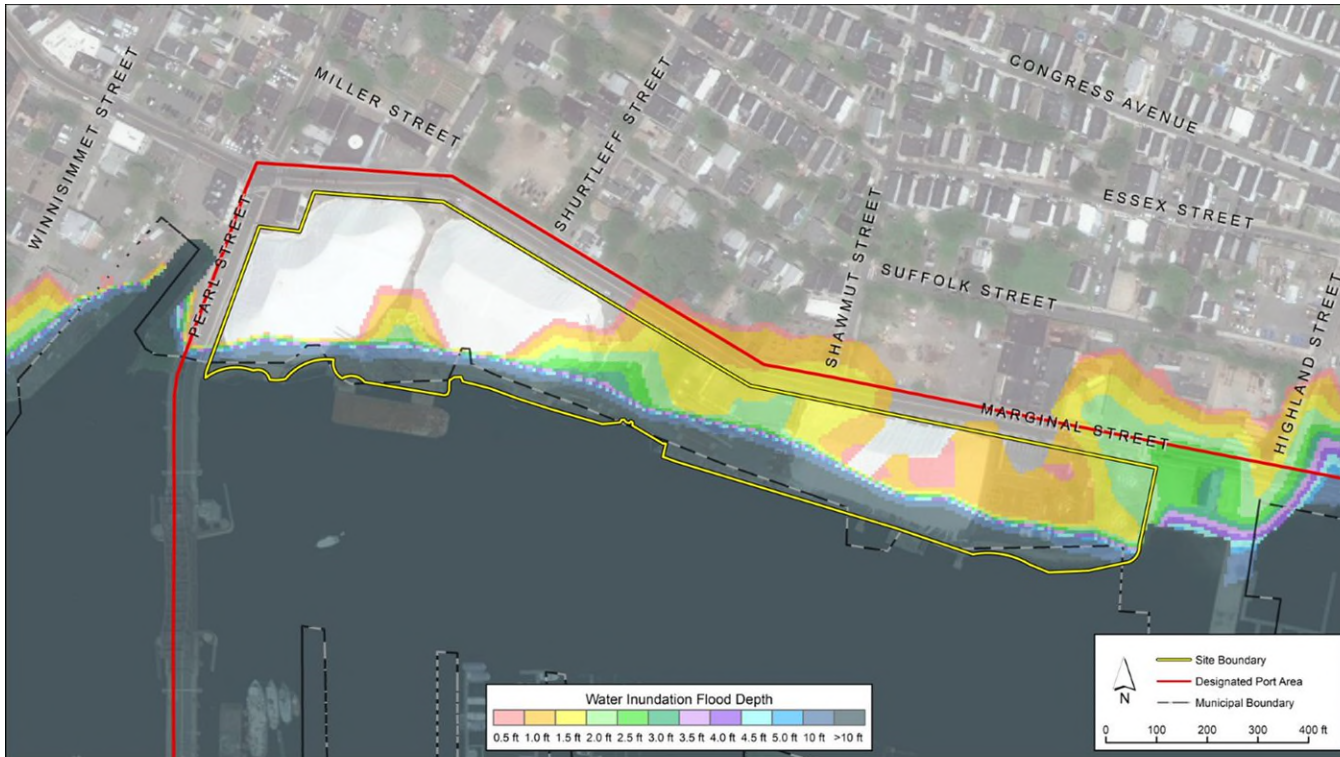 WINNISIMMET STREET
MILLER STREET
SHURTLEFF STREET
CONGRESS AVENUE
ESSEX STREET
PEARL STREET
SHAWMUT STREET
SUFFOLK STREET
HIGHLAND STREET
MARGINAL STREET
Water Inundation Flood Depth
0.5 ft 1.0 ft 1.5 ft 2.0 ft 2.5 ft 3.0 ft 3.5 ft 4.0 ft 4.5 ft 5.0 ft 10 ft >10 ft
N
Site Boundary
Designated Port Area
Municipal Boundary
0 100 200 300 400 ft